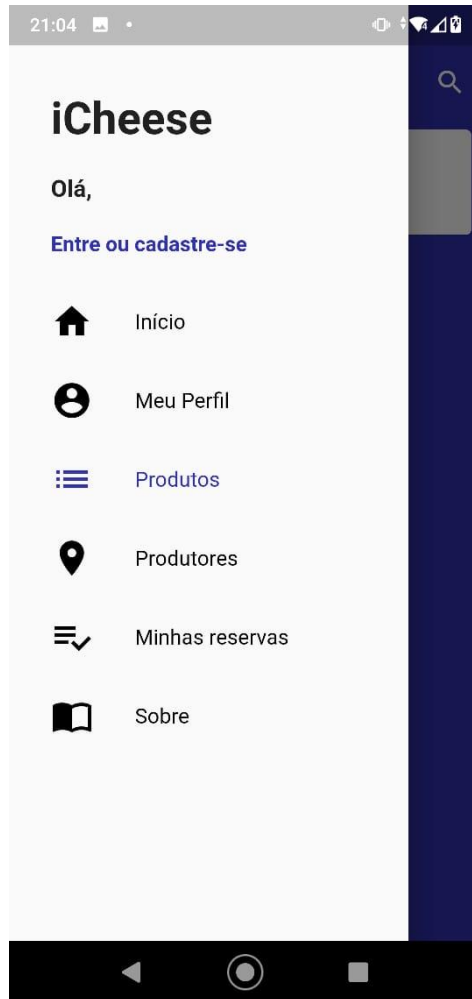 21:04
iCheese
Olá,
Entre ou cadastre-se
Início
Meu Perfil
Produtos
Produtores
Minhas reservas
Sobre